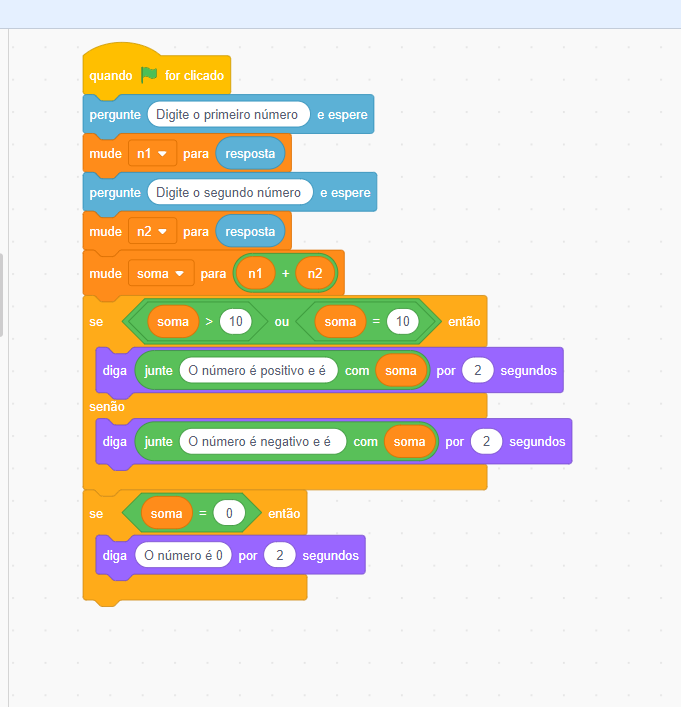 quando for clicado
pergunte Digite o primeiro número e espere
mude n1 para resposta
pergunte Digite o segundo número e espere
mude n2 para resposta
mude soma para n1 + n2
se soma > 10 ou soma = 10 então
diga junte O número é positivo e é com soma por 2 segundos
senão
diga junte O número é negativo e é com soma por 2 segundos
se soma = 0 então
diga O número é 0 por 2 segundos